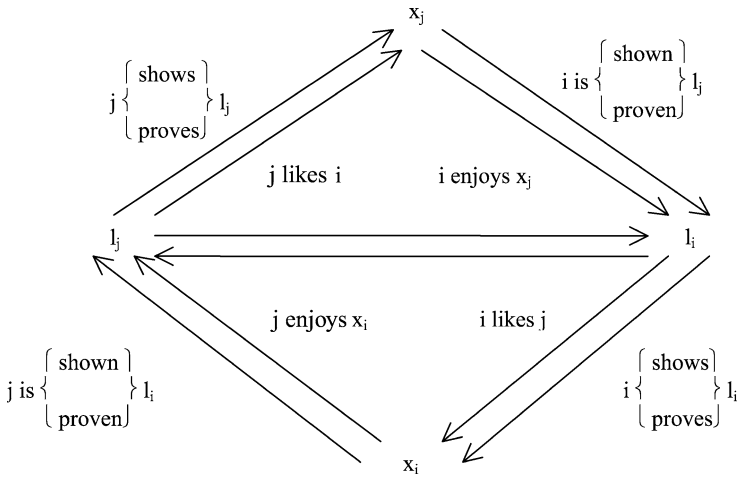 xⱼ
j { shows / proves } lⱼ
i is { shown / proven } lⱼ
j likes i
i enjoys xⱼ
lⱼ
lᵢ
j enjoys xᵢ
i likes j
j is { shown / proven } lᵢ
i { shows / proves } lᵢ
xᵢ